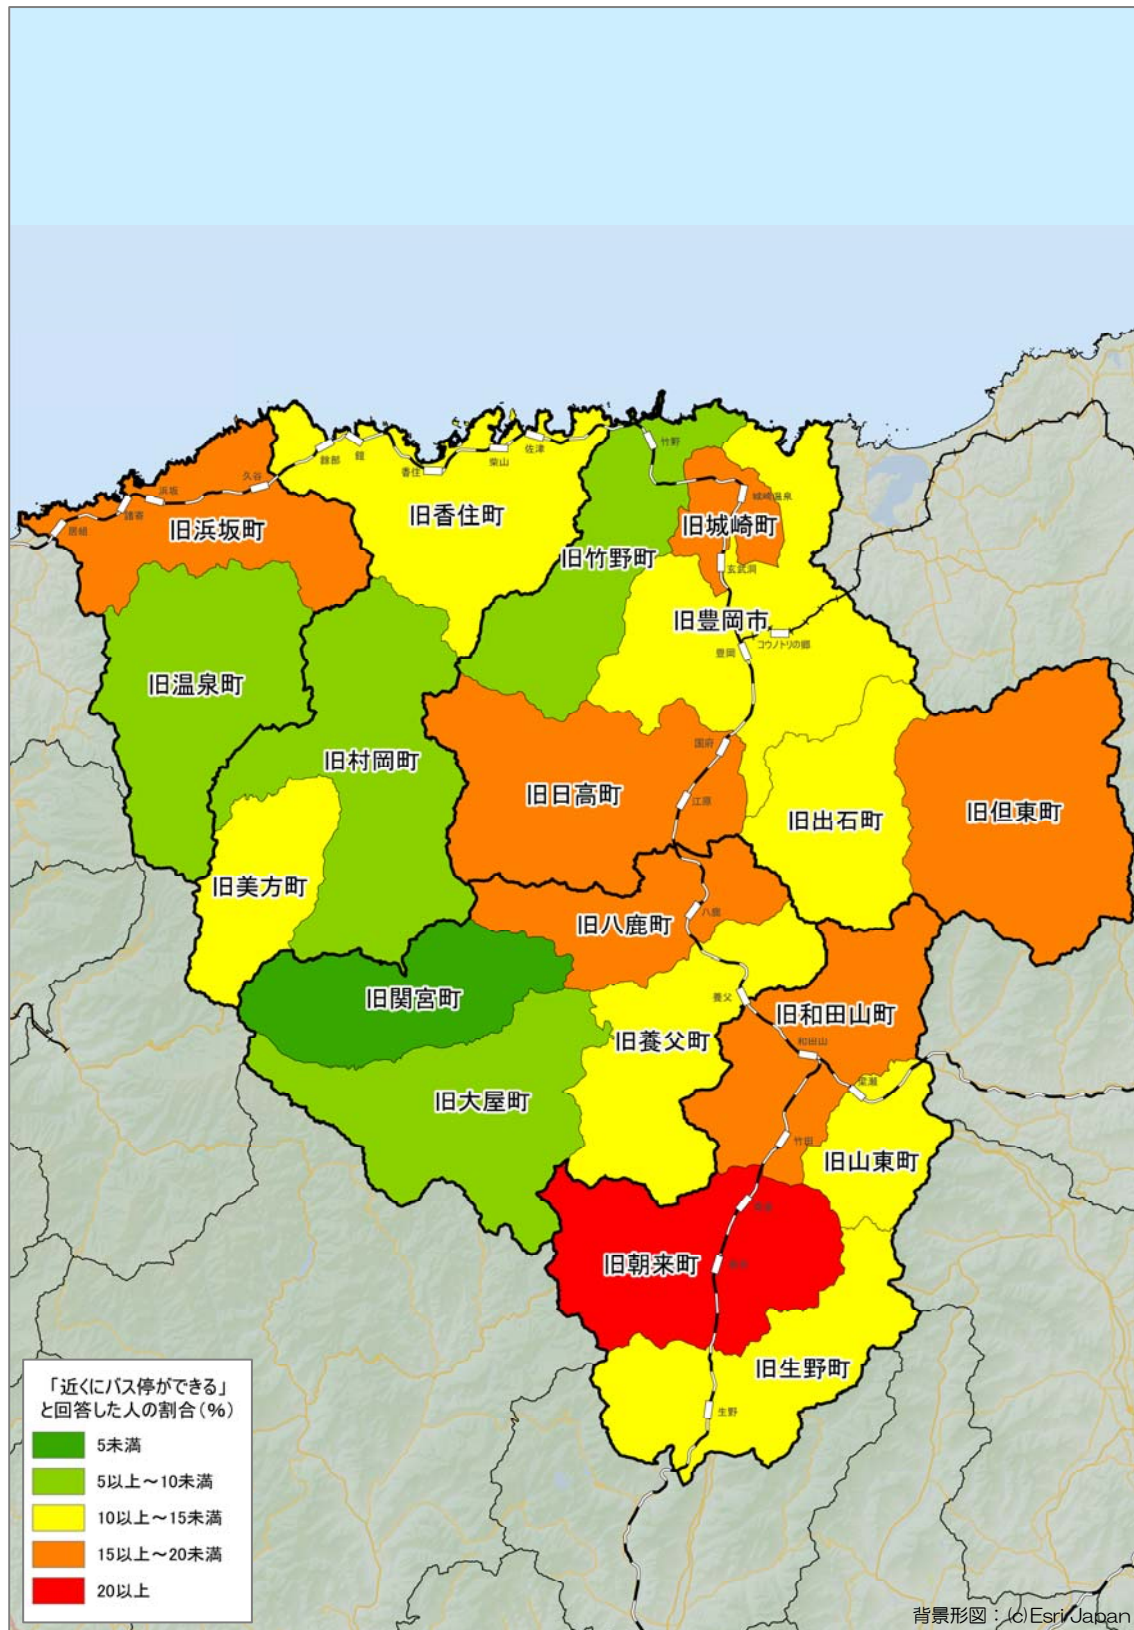 竹野
佐津
柴山
餘部
鎧
香住
久谷
浜坂
諸寄
居組
城崎温泉
旧香住町
旧城崎町
旧浜坂町
旧竹野町
玄武洞
旧豊岡市
コウノトリの郷
豊岡
旧温泉町
国府
旧村岡町
旧日高町
江原
旧但東町
旧出石町
旧美方町
八鹿
旧八鹿町
旧関宮町
養父
旧和田山町
旧養父町
和田山
梁瀬
旧大屋町
竹田
旧山東町
旧朝来町
旧生野町
生野
「近くにバス停ができる」
と回答した人の割合(%)
5未満
5以上～10未満
10以上～15未満
15以上～20未満
20以上
背景形図:(c)Esri Japan